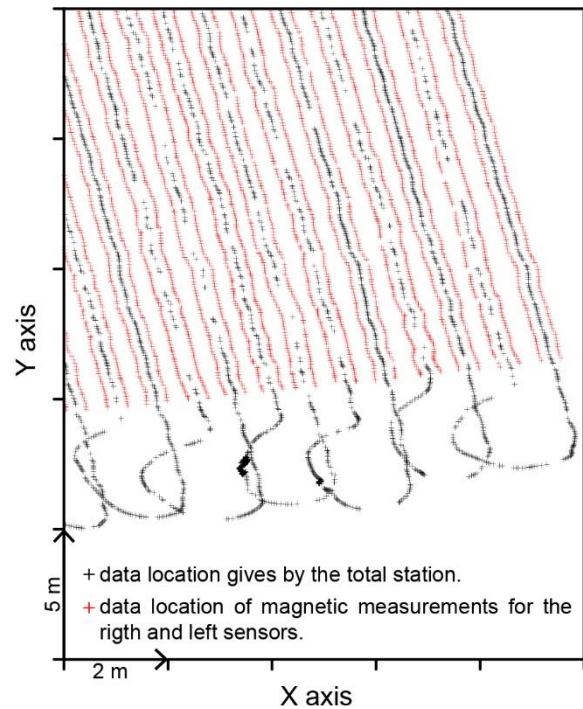 Y axis
5 m
+ data location gives by the total station.
+ data location of magnetic measurements for the
rigth and left sensors.
2 m
X axis